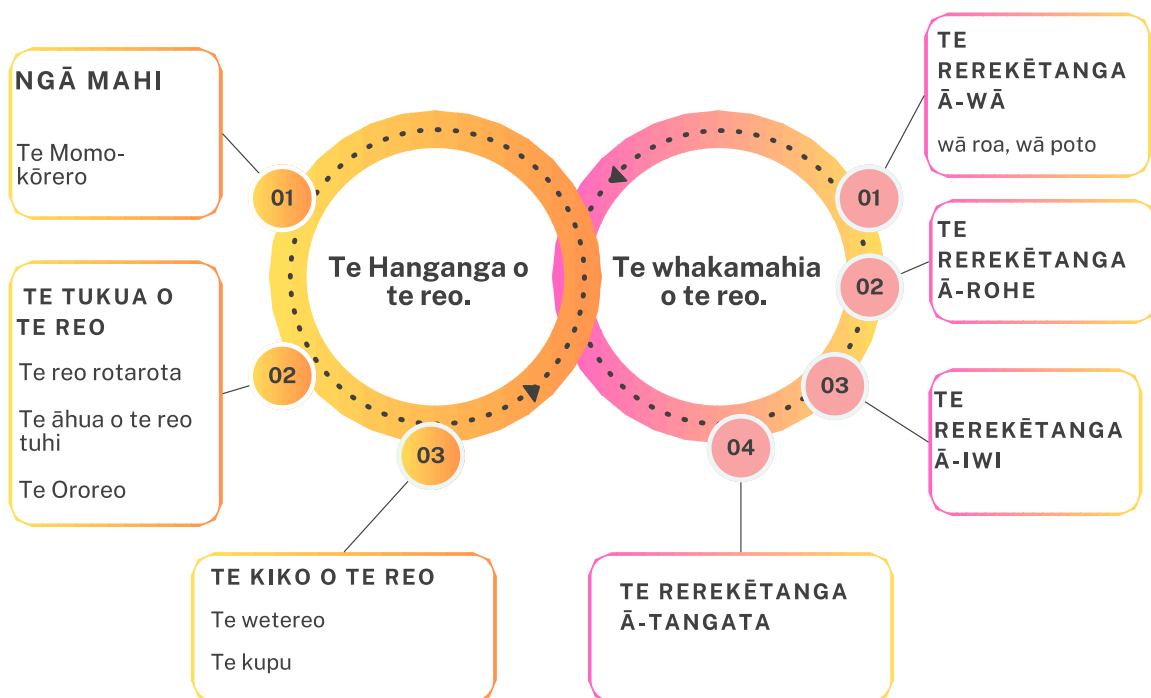 NGĀ MAHI
Te Momo-
kōrero
01
TE TUKUA O
TE REO
Te reo rotarota
Te āhua o te reo
tuhi
Te Ororeo
02
03
TE KIKO O TE REO
Te wetereo
Te kupu
Te Hanganga o
te reo.
Te whakamahia
o te reo.
TE
REREKĒTANGA
Ā-WĀ
wā roa, wā poto
01
TE
REREKĒTANGA
Ā-ROHE
02
TE
REREKĒTANGA
Ā-IWI
03
04
TE REREKĒTANGA
Ā-TANGATA